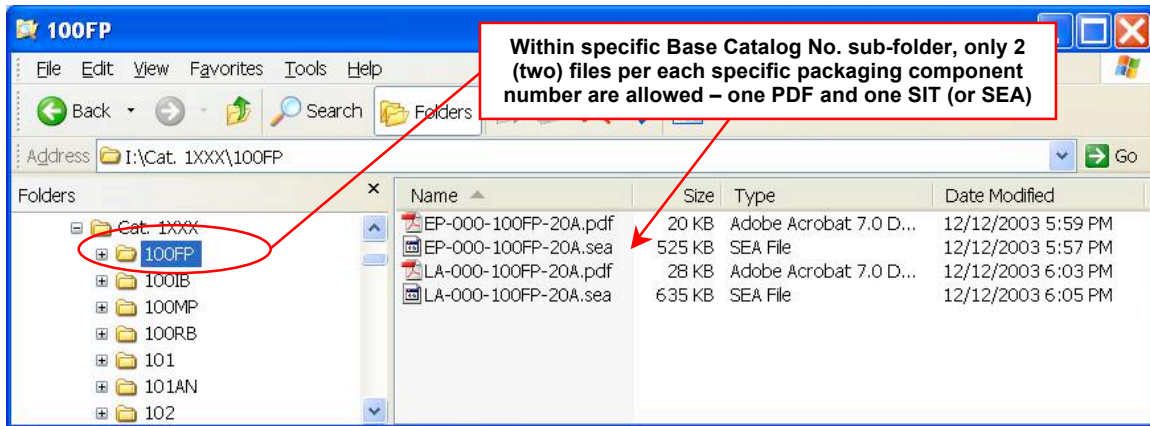 100FP
Within specific Base Catalog No. sub-folder, only 2
(two) files per each specific packaging component
number are allowed – one PDF and one SIT (or SEA)
File Edit View Favorites Tools Help
Back Search Folders
Address I:\Cat. 1XXX\100FP Go
Folders
Name Size Type Date Modified
Cat. 1XXX
100FP
100IB
100MP
100RB
101
101AN
102
EP-000-100FP-20A.pdf 20 KB Adobe Acrobat 7.0 D... 12/12/2003 5:59 PM
EP-000-100FP-20A.sea 525 KB SEA File 12/12/2003 5:57 PM
LA-000-100FP-20A.pdf 28 KB Adobe Acrobat 7.0 D... 12/12/2003 6:03 PM
LA-000-100FP-20A.sea 635 KB SEA File 12/12/2003 6:05 PM